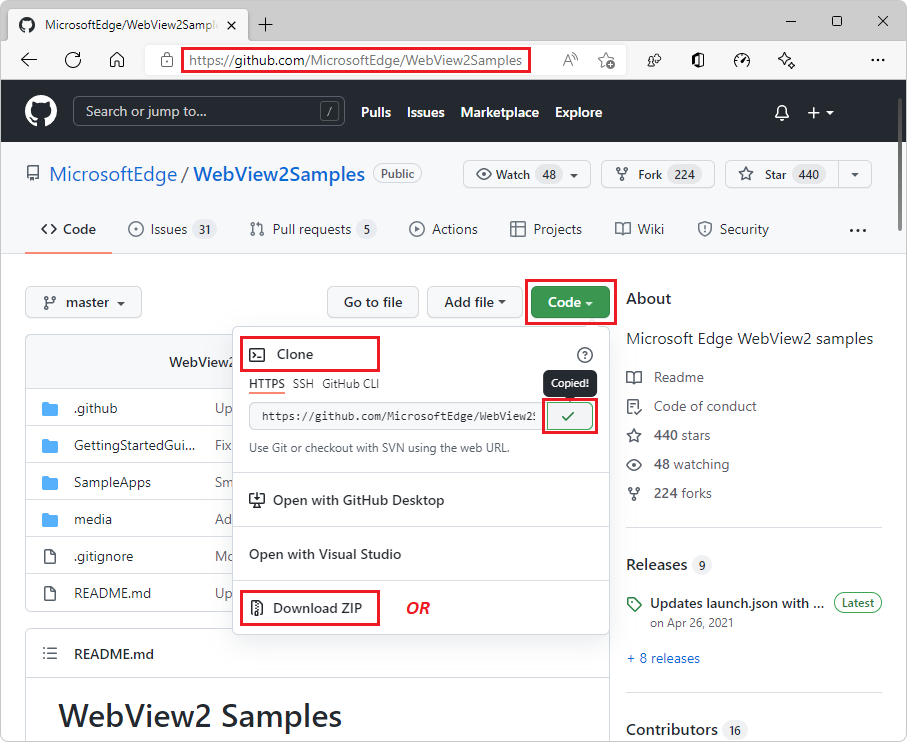 MicrosoftEdge/WebView2Sampl
https://github.com/MicrosoftEdge/WebView2Samples
Search or jump to... /
Pulls Issues Marketplace Explore
MicrosoftEdge / WebView2Samples Public
Watch 48 Fork 224 Star 440
Code Issues 31 Pull requests 5 Actions Projects Wiki Security ...
master Go to file Add file Code
About
Microsoft Edge WebView2 samples
Readme
Code of conduct
440 stars
48 watching
224 forks
Releases 9
Updates launch.json with ... Latest
on Apr 26, 2021
+ 8 releases
Contributors 16
Clone
HTTPS SSH GitHub CLI
Copied!
https://github.com/MicrosoftEdge/WebView2S
Use Git or checkout with SVN using the web URL.
Open with GitHub Desktop
Open with Visual Studio
Download ZIP OR
WebView2
.github Up
GettingStartedGui... Fix
SampleApps Sm
media Ad
.gitignore Mo
README.md Up
README.md
WebView2 Samples